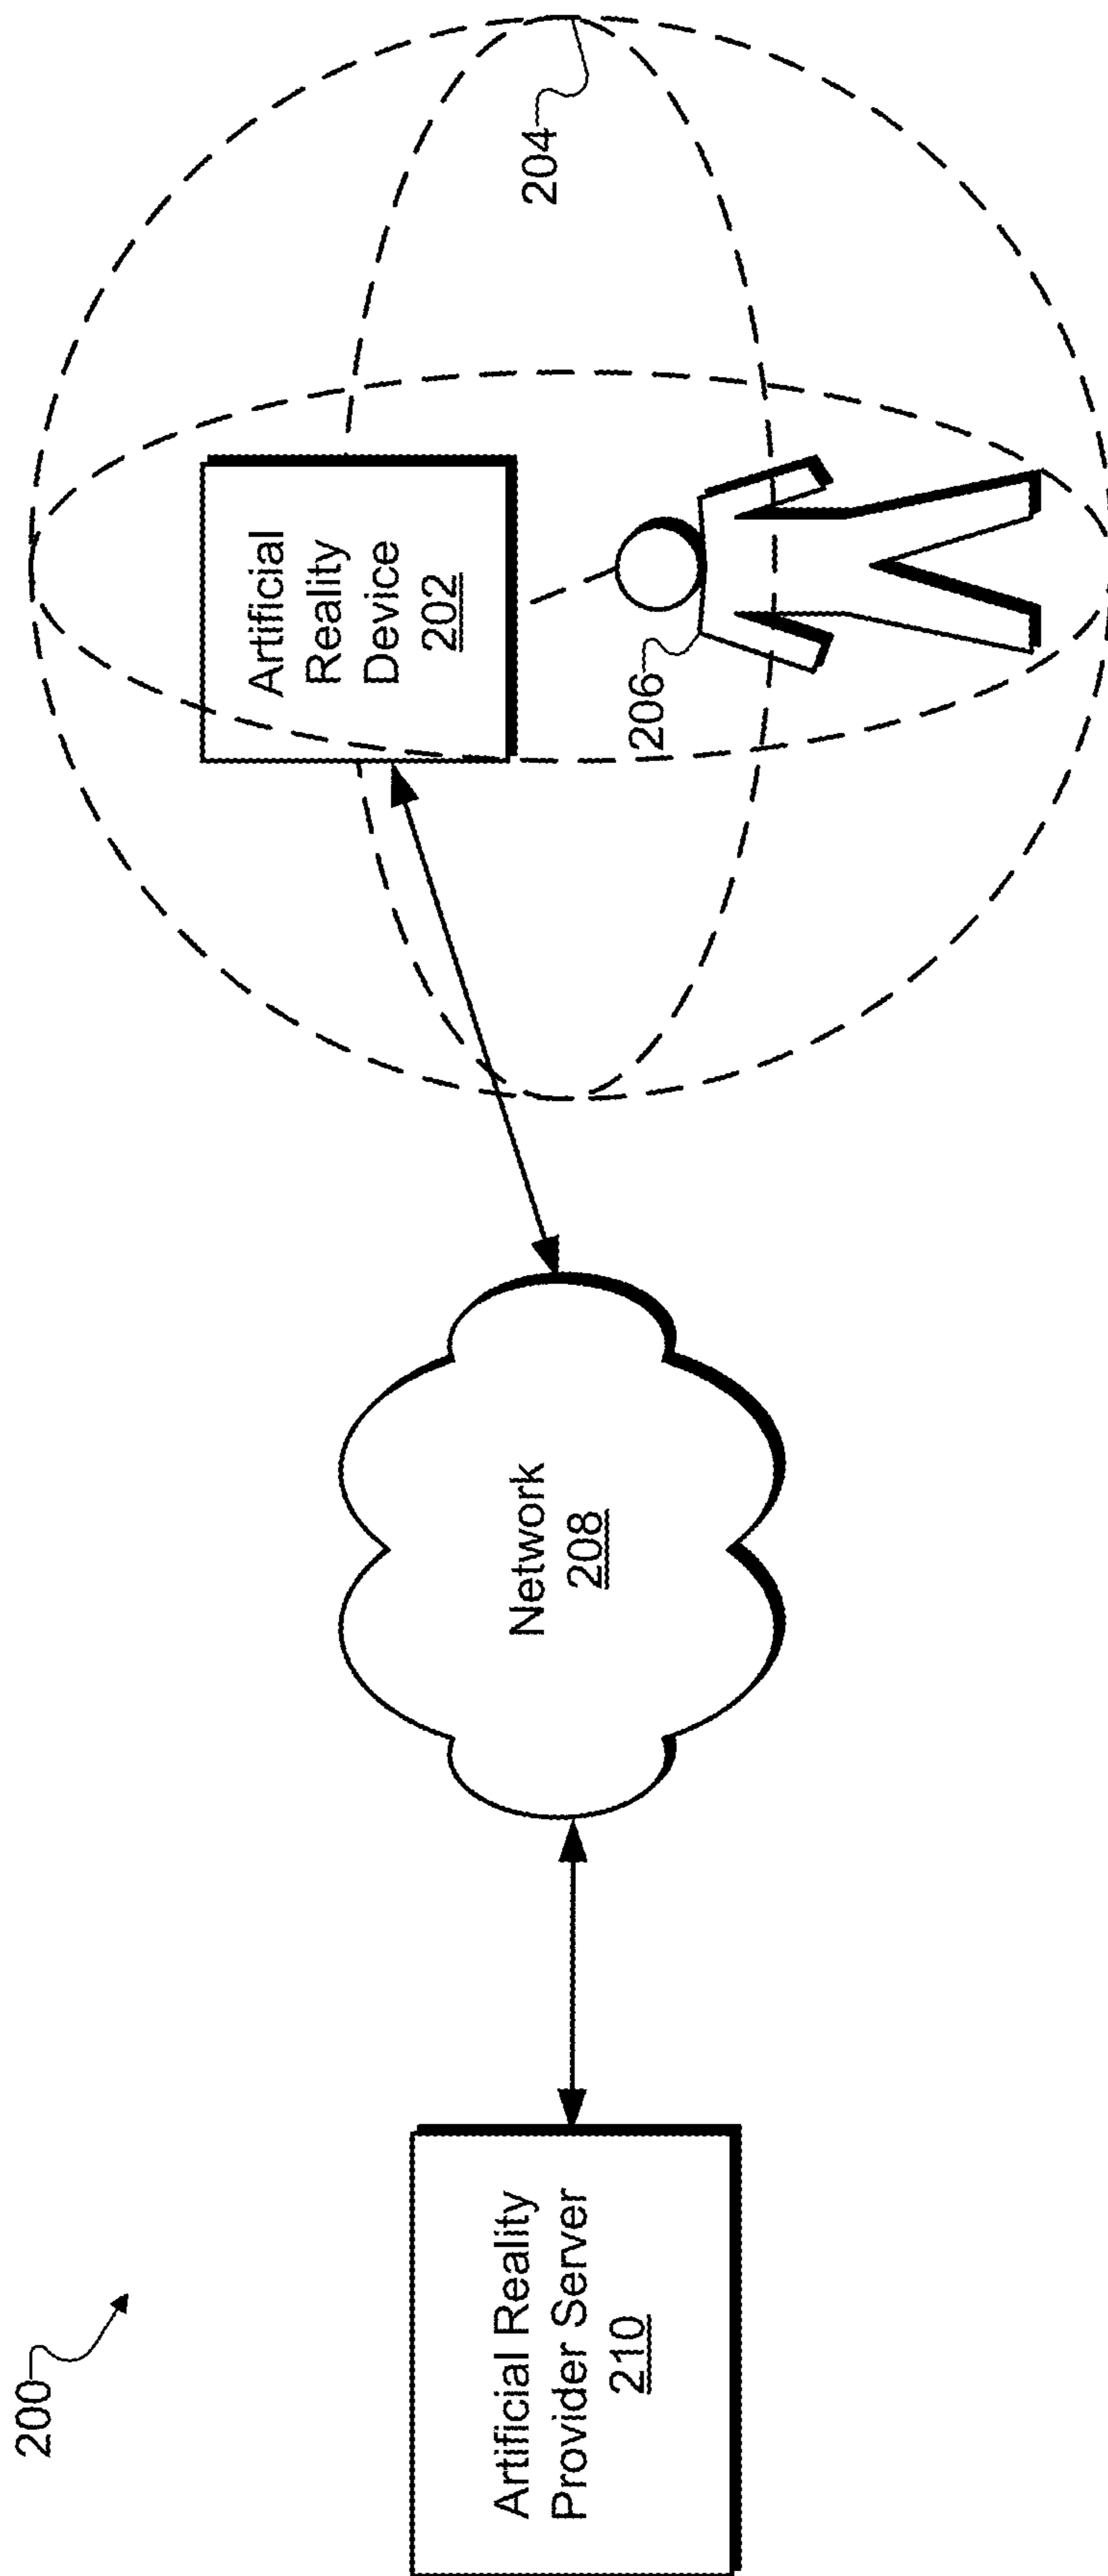 200
Artificial Reality
Provider Server
210
Network
208
Artificial
Reality
Device
202
206
204